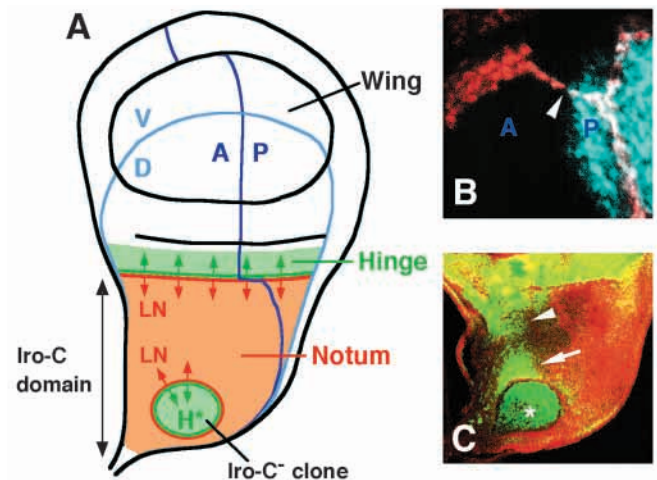 A
Wing
V
D
A
P
Hinge
LN
LN
Notum
Iro-C
domain
H*
Iro-C⁻ clone
B
A
P
C
*